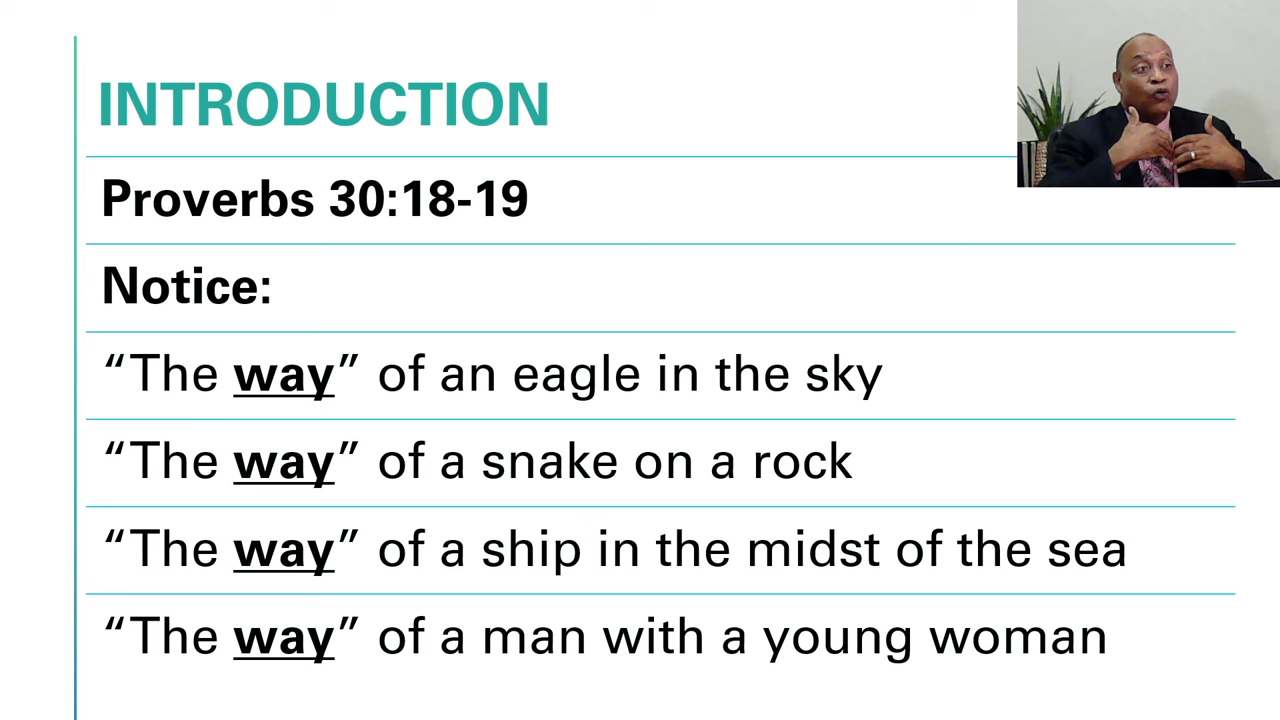 INTRODUCTION
Proverbs 30:18-19
Notice:
“The way” of an eagle in the sky
“The way” of a snake on a rock
“The way” of a ship in the midst of the sea
“The way” of a man with a young woman